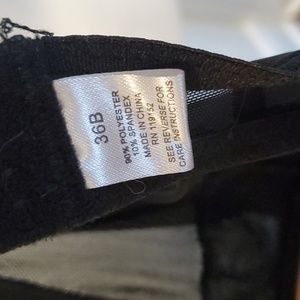 36B
90% POLYESTER
10% SPANDEX
MADE IN CHINA
RN 119152
SEE REVERSE FOR
CARE INSTRUCTIONS